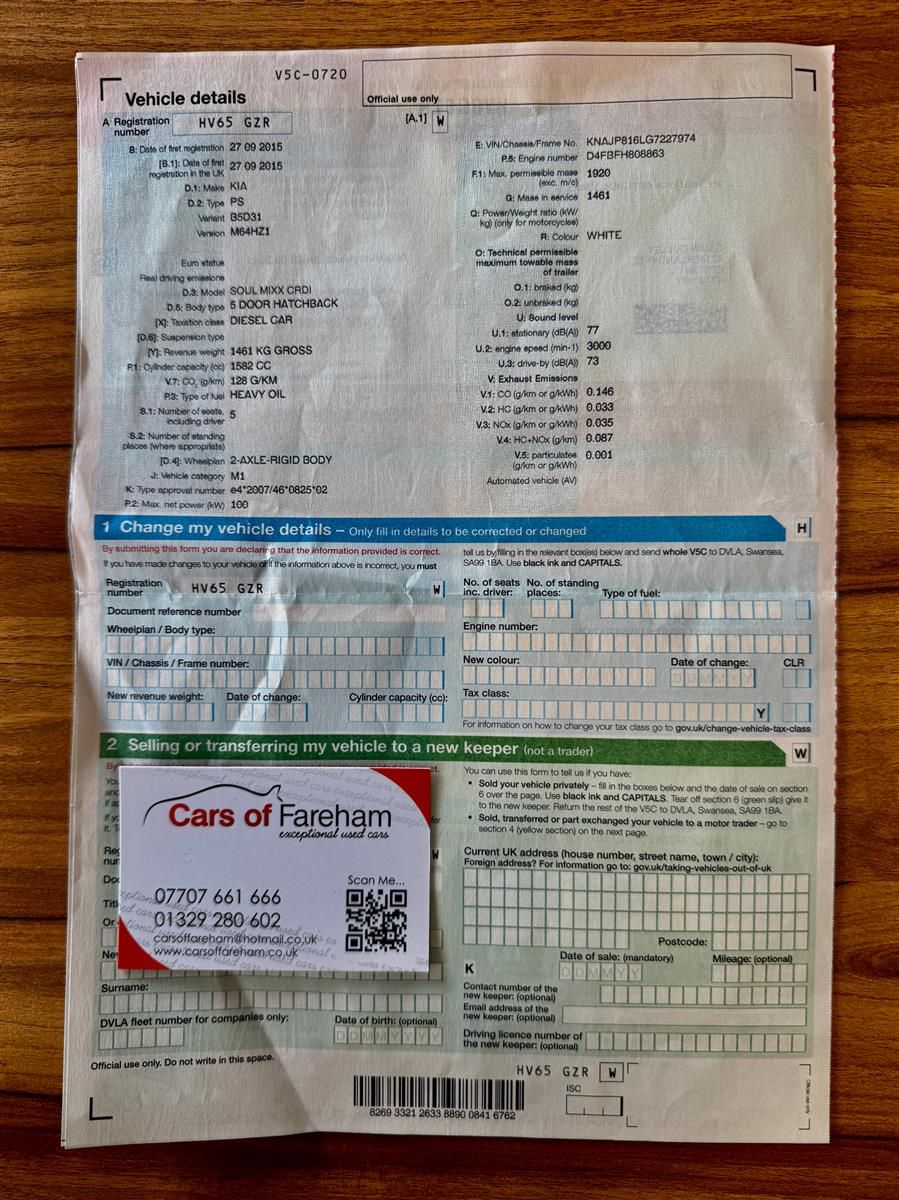 V5C-0720
Vehicle details
Official use only
A Registration number HV65 GZR
[A.1] W
B: Date of first registration 27 09 2015
[B.1]: Date of first registration in the UK 27 09 2015
D.1: Make KIA
D.2: Type PS
Variant B5D31
Version M64HZ1
Euro status
Real driving emissions
D.3: Model SOUL MIXX CRDI
D.5: Body type 5 DOOR HATCHBACK
[X]: Taxation class DIESEL CAR
[D.6]: Suspension type
[Y]: Revenue weight 1461 KG GROSS
P.1: Cylinder capacity (cc) 1582 CC
V.7: CO2 (g/km) 128 G/KM
P.3: Type of fuel HEAVY OIL
S.1: Number of seats, including driver 5
S.2: Number of standing places (where appropriate)
[D.4]: Wheelplan 2-AXLE-RIGID BODY
J: Vehicle category M1
K: Type approval number e4*2007/46*0825*02
P.2: Max. net power (kW) 100
E: VIN/Chassis/Frame No. KNAJP816LG7227974
P.5: Engine number D4FBFH808863
F.1: Max. permissible mass (exc. m/c) 1920
G: Mass in service 1461
Q: Power/Weight ratio (kW/kg) (only for motorcycles)
R: Colour WHITE
O: Technical permissible maximum towable mass of trailer
O.1: braked (kg)
O.2: unbraked (kg)
U: Sound level
U.1: stationary (dB(A)) 77
U.2: engine speed (min-1) 3000
U.3: drive-by (dB(A)) 73
V: Exhaust Emissions
V.1: CO (g/km or g/kWh) 0.146
V.2: HC (g/km or g/kWh) 0.033
V.3: NOx (g/km or g/kWh) 0.035
V.4: HC+NOx (g/km) 0.087
V.5: particulates (g/km or g/kWh) 0.001
Automated vehicle (AV)
1 Change my vehicle details – Only fill in details to be corrected or changed
H
By submitting this form you are declaring that the information provided is correct.
If you have made changes to your vehicle or if the information above is incorrect, you must
tell us by filling in the relevant box(es) below and send whole V5C to DVLA, Swansea,
SA99 1BA. Use black ink and CAPITALS.
Registration number HV65 GZR W
Document reference number
Wheelplan / Body type:
VIN / Chassis / Frame number:
New revenue weight: Date of change: Cylinder capacity (cc):
No. of seats inc. driver: No. of standing places: Type of fuel:
Engine number:
New colour: Date of change: CLR
DDMMYY
Tax class:
Y
For information on how to change your tax class go to gov.uk/change-vehicle-tax-class
2 Selling or transferring my vehicle to a new keeper (not a trader)
W
You can use this form to tell us if you have:
• Sold your vehicle privately – fill in the boxes below and the date of sale on section
6 over the page. Use black ink and CAPITALS. Tear off section 6 (green slip) give it
to the new keeper. Return the rest of the V5C to DVLA, Swansea, SA99 1BA.
• Sold, transferred or part exchanged your vehicle to a motor trader – go to
section 4 (yellow section) on the next page.
Current UK address (house number, street name, town / city):
Foreign address? For information go to: gov.uk/taking-vehicles-out-of-uk
Postcode:
K
Date of sale: (mandatory) Mileage: (optional)
DDMMYY
Contact number of the new keeper: (optional)
Email address of the new keeper: (optional)
Driving licence number of the new keeper: (optional)
Cars of Fareham
exceptional used cars
Scan Me...
07707 661 666
01329 280 602
carsoffareham@hotmail.co.uk
www.carsoffareham.co.uk
Surname:
DVLA fleet number for companies only: Date of birth: (optional)
DDMMYYYY
Official use only. Do not write in this space.
HV65 GZR W
ISC
8269 3321 2633 8890 0841 6762
Official use only